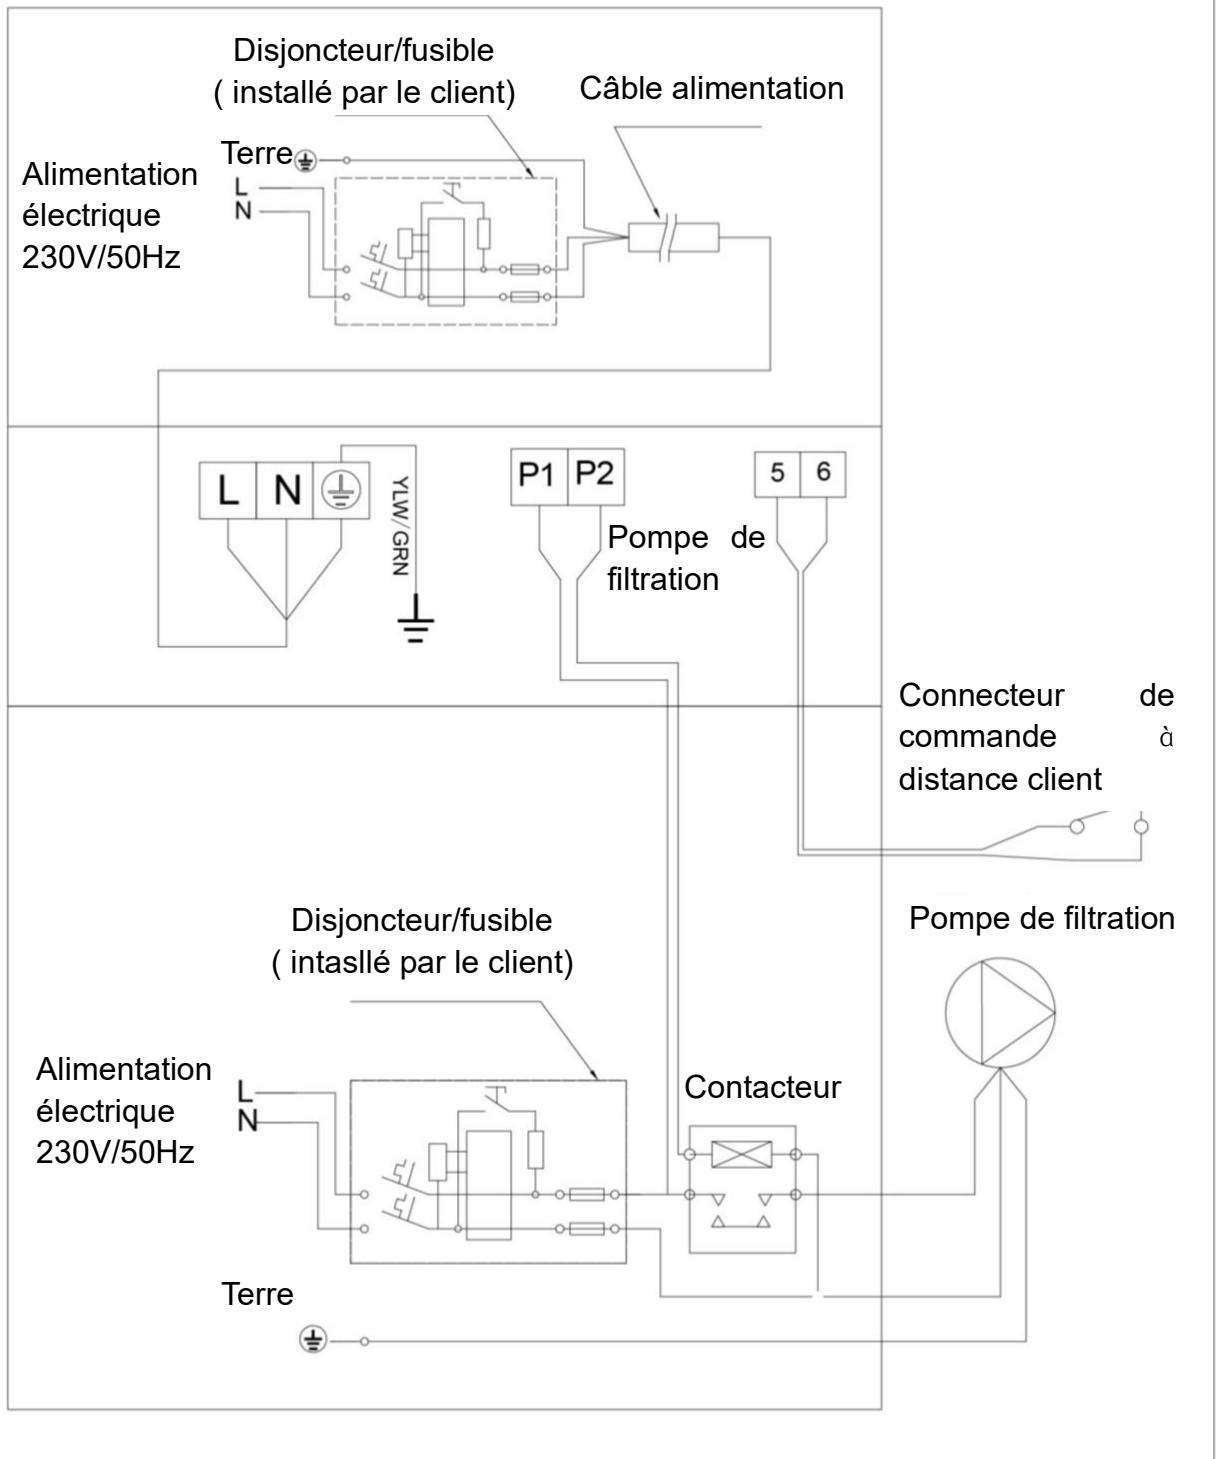 Disjoncteur/fusible
( installé par le client)
Câble alimentation
Terre
Alimentation
électrique
230V/50Hz
L
N
L N
YLW/GRN
P1 P2
5 6
Pompe de
filtration
Connecteur de
commande à
distance client
Pompe de filtration
Disjoncteur/fusible
( intasllé par le client)
Alimentation
électrique
230V/50Hz
L
N
Contacteur
Terre